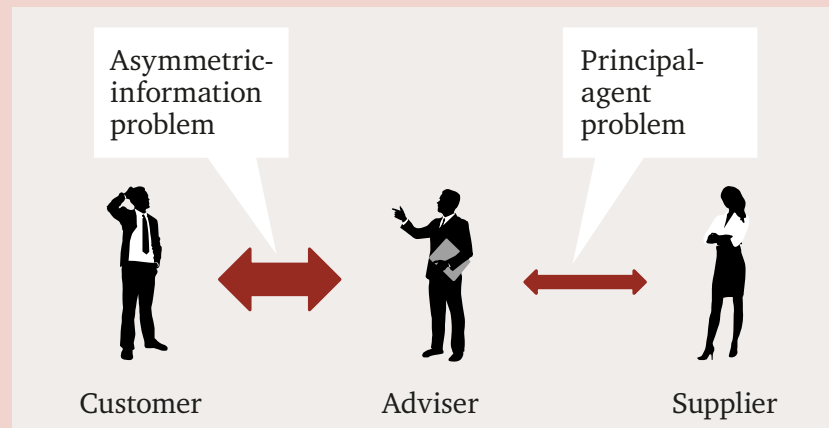 Asymmetric-
information
problem
Principal-
agent
problem
Customer
Adviser
Supplier